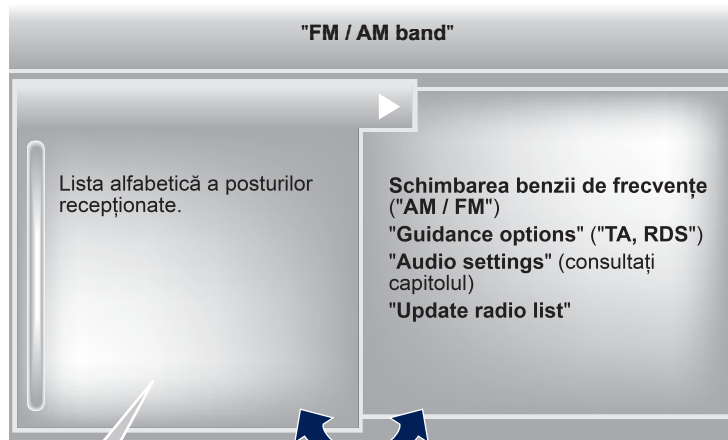 "FM / AM band"
Lista alfabetică a posturilor
recepționate.
Schimbarea benzii de frecvențe
("AM / FM")
"Guidance options" ("TA, RDS")
"Audio settings" (consultați
capitolul)
"Update radio list"